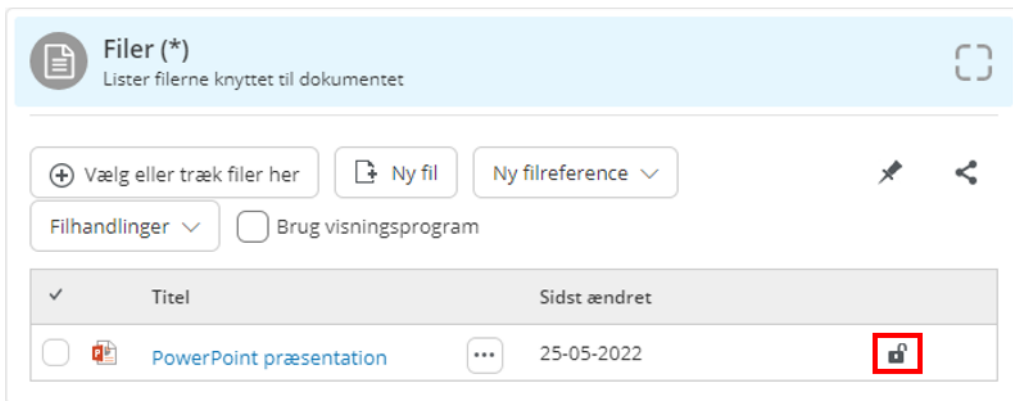 Filer (*)
Lister filerne knyttet til dokumentet
Vælg eller træk filer her Ny fil Ny filreference
Filhandlinger Brug visningsprogram
Titel Sidst ændret
PowerPoint præsentation ... 25-05-2022